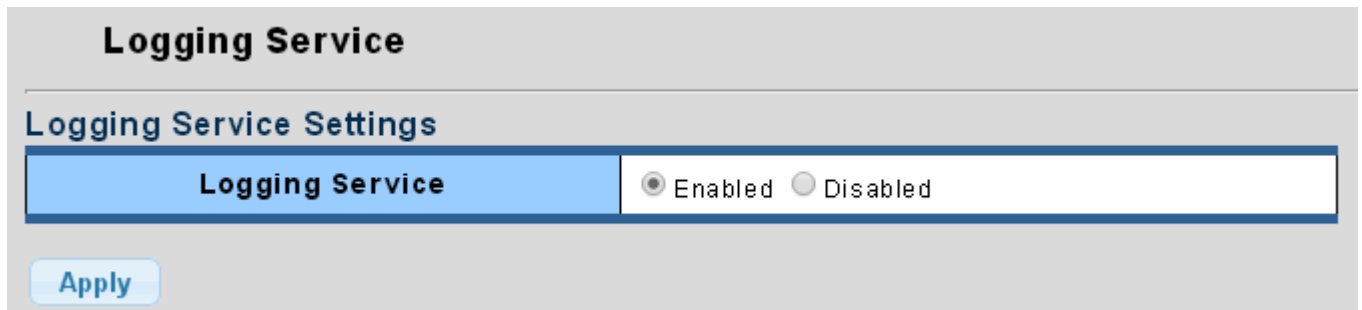 Logging Service
Logging Service Settings
Logging Service Enabled Disabled
Apply